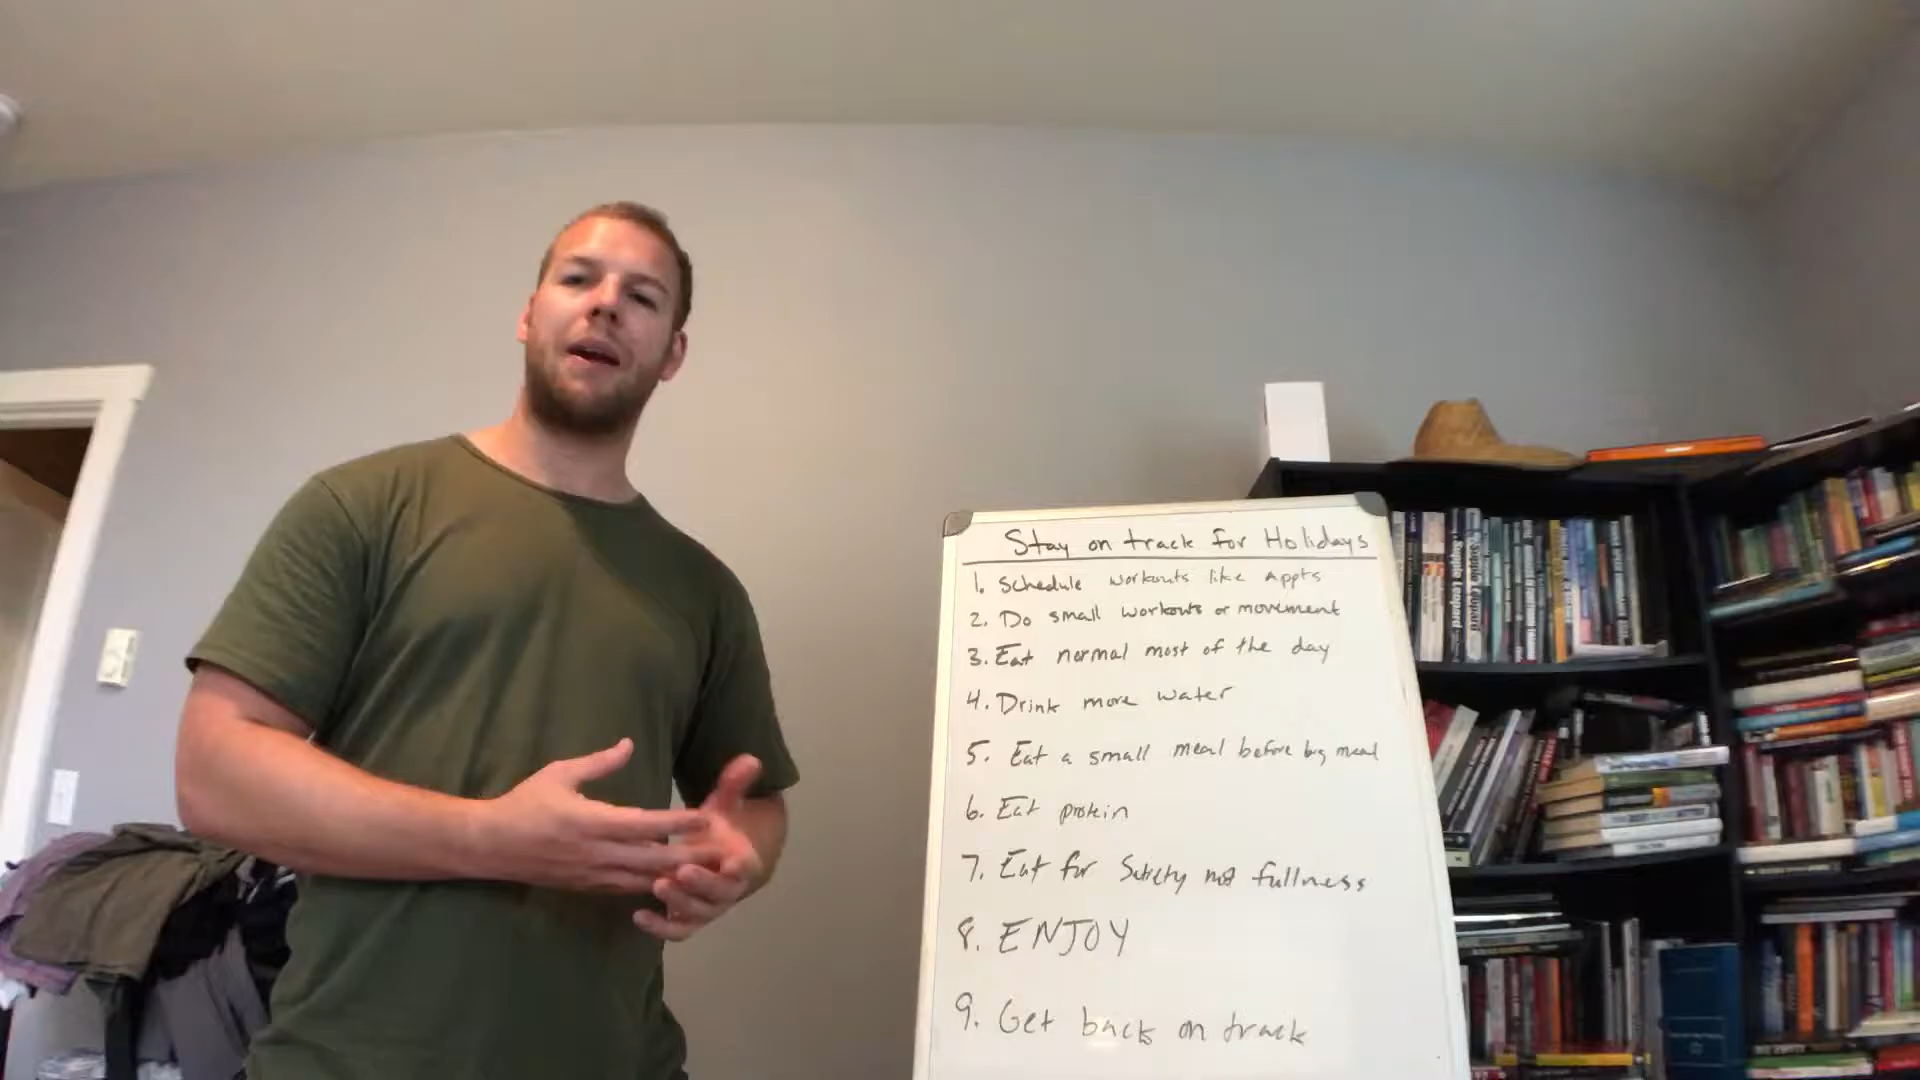 Stay on track for Holidays
1. Schedule workouts like Appts
2. Do small workouts or movement
3. Eat normal most of the day
4. Drink more water
5. Eat a small meal before big meal
6. Eat protein
7. Eat for Satiety not fullness
8. ENJOY
9. Get back on track
Supple Leopard